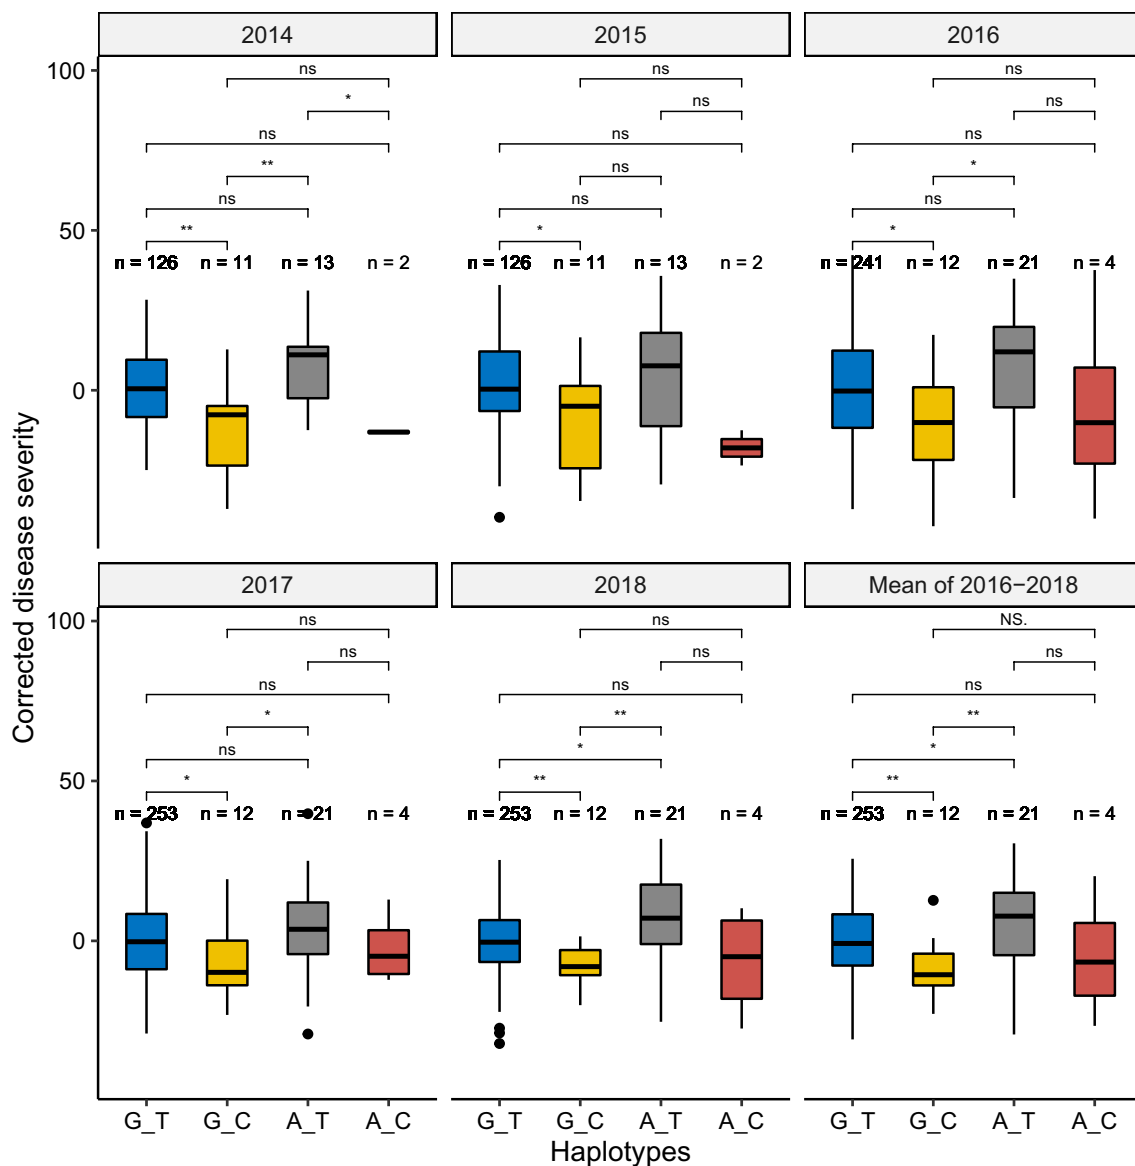 2014 2015 2016
100
ns ns ns
* ns ns
ns ns ns
** ns *
ns ns ns
50
** * *
n = 126 n = 11 n = 13 n = 2 n = 126 n = 11 n = 13 n = 2 n = 241 n = 12 n = 21 n = 4
0
Corrected disease severity
2017 2018 Mean of 2016−2018
100
ns ns NS.
ns ns ns
ns ns ns
* ** **
ns * *
50
* ** **
n = 253 n = 12 n = 21 n = 4 n = 253 n = 12 n = 21 n = 4 n = 253 n = 12 n = 21 n = 4
0
G_T G_C A_T A_C G_T G_C A_T A_C G_T G_C A_T A_C
Haplotypes